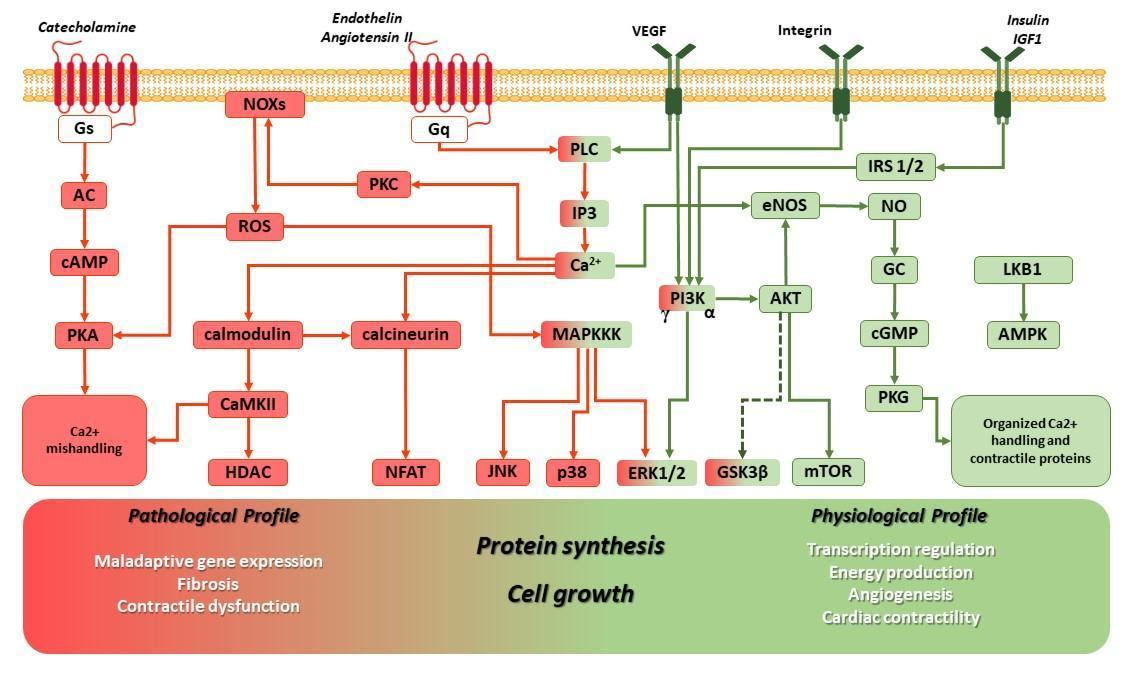 Catecholamine
Endothelin
Angiotensin II
VEGF
Integrin
Insulin
IGF1
NOXs
Gs
Gq
PLC
IRS 1/2
PKC
AC
IP3
eNOS
NO
ROS
cAMP
Ca2+
GC
LKB1
PI3K
γ
α
AKT
PKA
calmodulin
calcineurin
MAPKKK
cGMP
AMPK
PKG
CaMKII
Ca2+
mishandling
Organized Ca2+
handling and
contractile proteins
HDAC
NFAT
JNK
p38
ERK1/2
GSK3β
mTOR
Pathological Profile
Maladaptive gene expression
Fibrosis
Contractile dysfunction
Protein synthesis
Cell growth
Physiological Profile
Transcription regulation
Energy production
Angiogenesis
Cardiac contractility